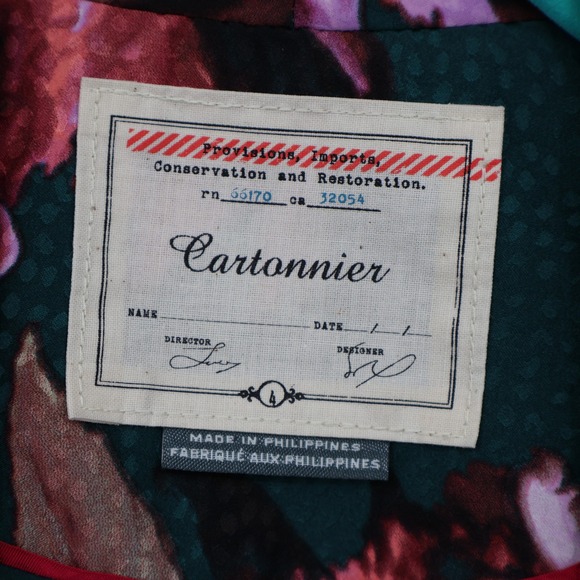 Provisions, Imports,
Conservation and Restoration.
rn 66170 ca 32054
Cartonnier
NAME DATE / /
DIRECTOR DESIGNER
4
MADE IN PHILIPPINES
FABRIQUÉ AUX PHILIPPINES